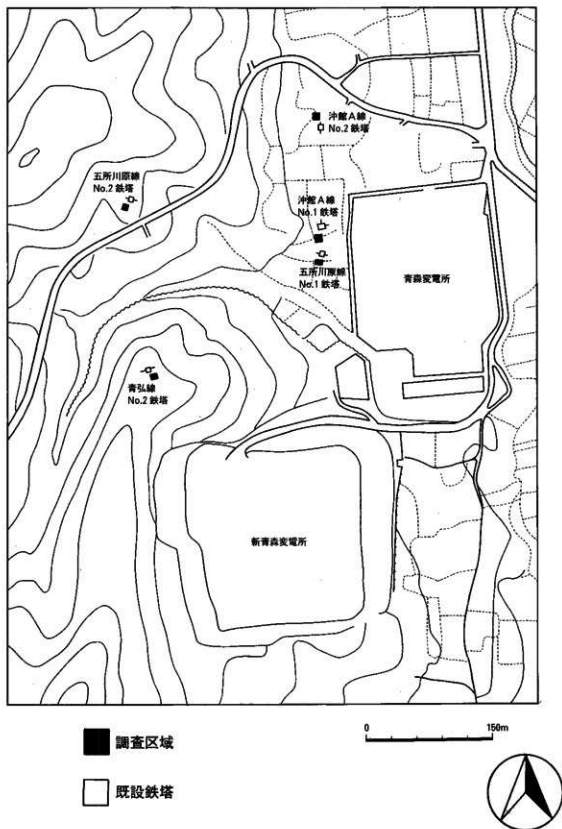 沖館A線
No.2 鉄塔
五所川原線
No.2 鉄塔
沖館A線
No.1 鉄塔
五所川原線
No.1 鉄塔
青森変電所
青弘線
No.2 鉄塔
新青森変電所
0 150m
調査区域
既設鉄塔